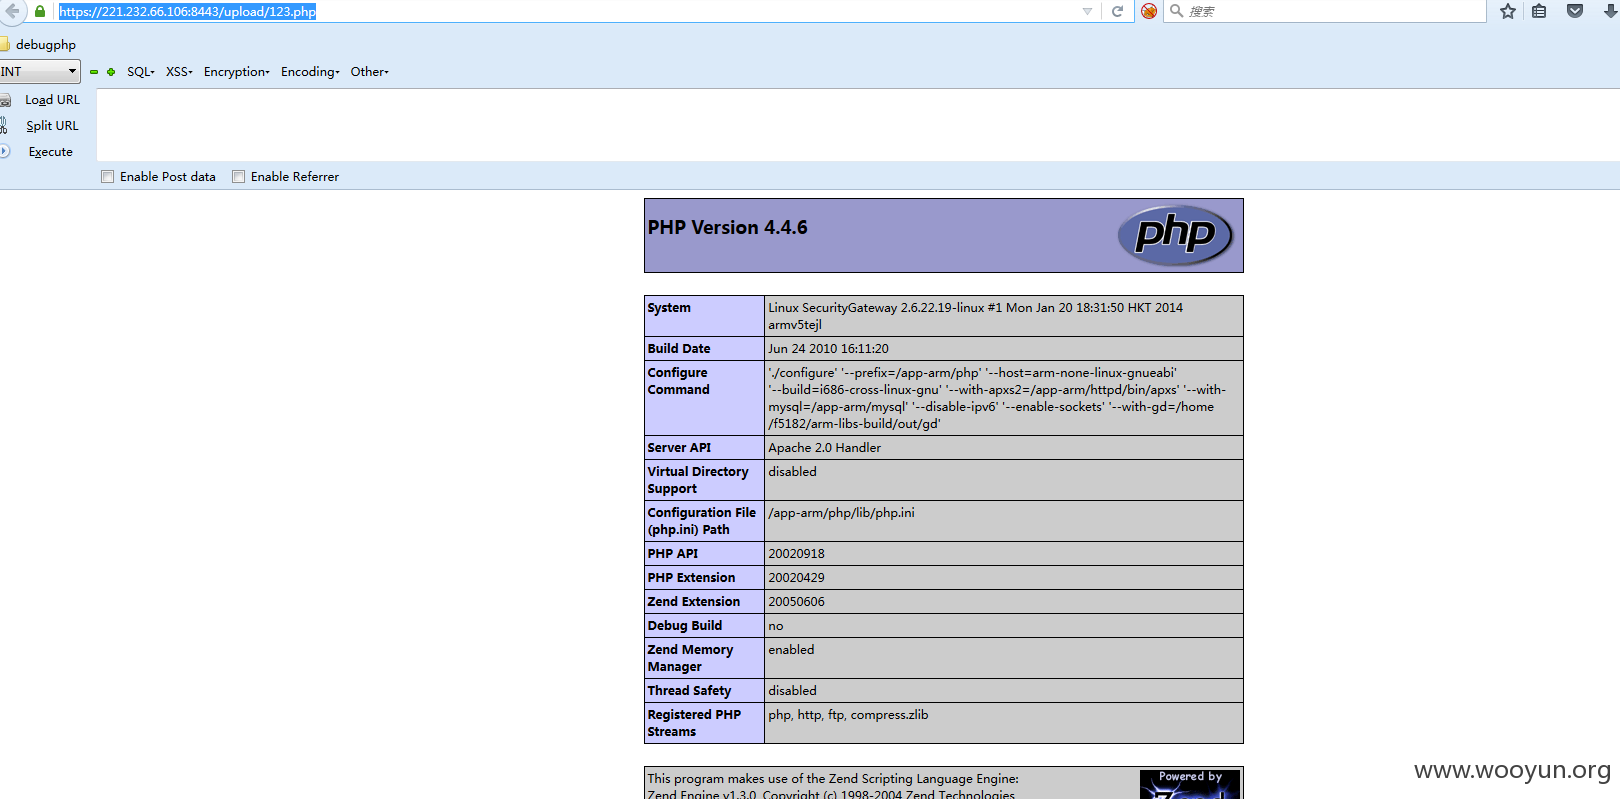 https://221.232.66.106:8443/upload/123.php
搜索
debugphp
INT
SQL
XSS
Encryption
Encoding
Other
Load URL
Split URL
Execute
Enable Post data
Enable Referrer
PHP Version 4.4.6
php
System
Linux SecurityGateway 2.6.22.19-linux #1 Mon Jan 20 18:31:50 HKT 2014
armv5tejl
Build Date
Jun 24 2010 16:11:20
Configure
Command
'./configure' '--prefix=/app-arm/php' '--host=arm-none-linux-gnueabi'
'--build=i686-cross-linux-gnu' '--with-apxs2=/app-arm/httpd/bin/apxs' '--with-
mysql=/app-arm/mysql' '--disable-ipv6' '--enable-sockets' '--with-gd=/home
/f5182/arm-libs-build/out/gd'
Server API
Apache 2.0 Handler
Virtual Directory
Support
disabled
Configuration File
(php.ini) Path
/app-arm/php/lib/php.ini
PHP API
20020918
PHP Extension
20020429
Zend Extension
20050606
Debug Build
no
Zend Memory
Manager
enabled
Thread Safety
disabled
Registered PHP
Streams
php, http, ftp, compress.zlib
This program makes use of the Zend Scripting Language Engine:
Zend Engine v1.3.0, Copyright (c) 1998-2004 Zend Technologies
Powered by
www.wooyun.org